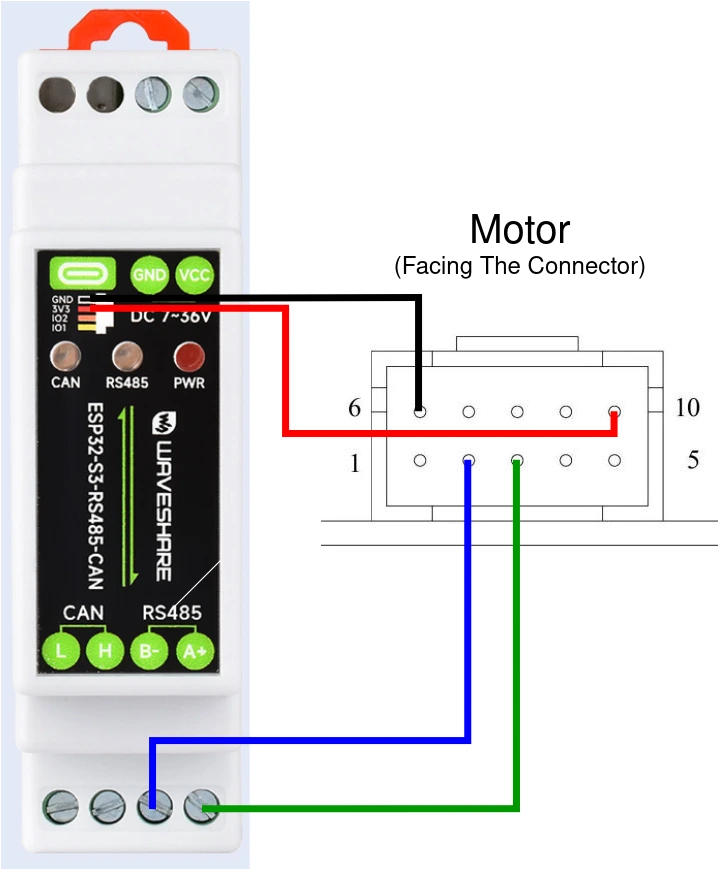 Motor
(Facing The Connector)
GND VCC
GND
3V3
IO2
IO1
DC 7~36V
CAN RS485 PWR
ESP32-S3-RS485-CAN
WAVESHARE
6
10
1
5
CAN RS485
L H B- A+